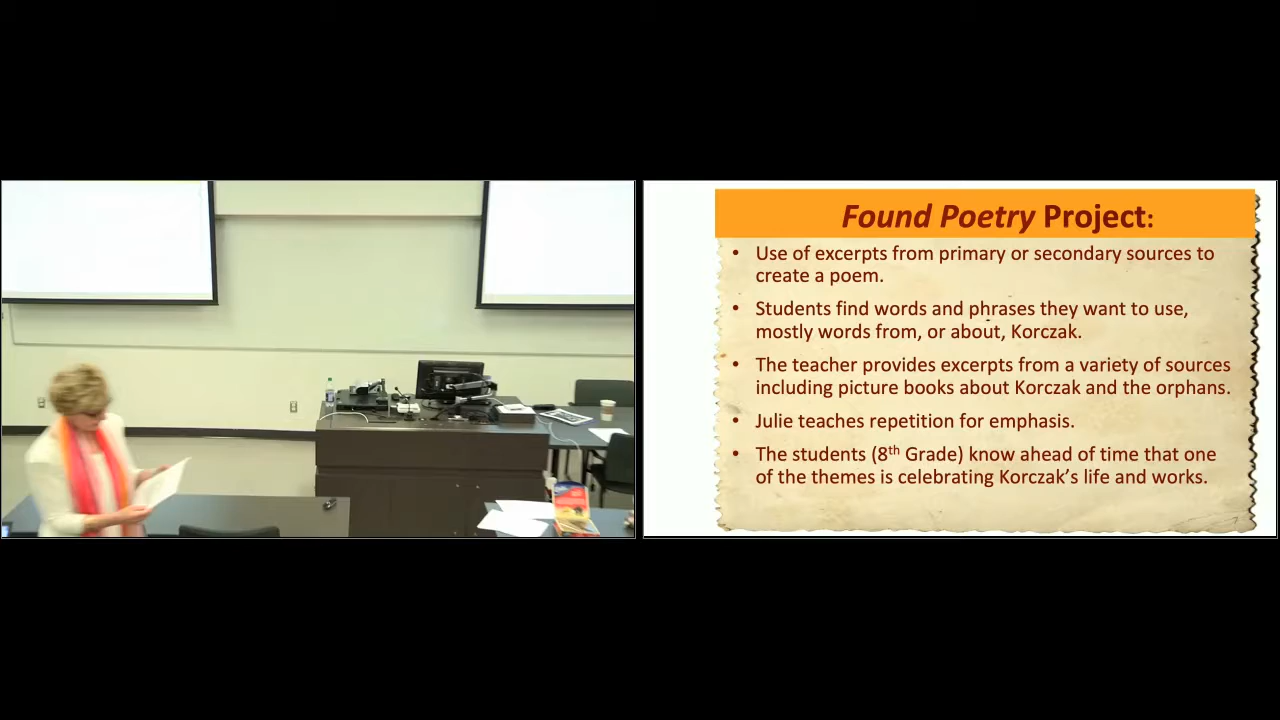 Found Poetry Project:
• Use of excerpts from primary or secondary sources to
create a poem.
• Students find words and phrases they want to use,
mostly words from, or about, Korczak.
• The teacher provides excerpts from a variety of sources
including picture books about Korczak and the orphans.
• Julie teaches repetition for emphasis.
• The students (8th Grade) know ahead of time that one
of the themes is celebrating Korczak’s life and works.